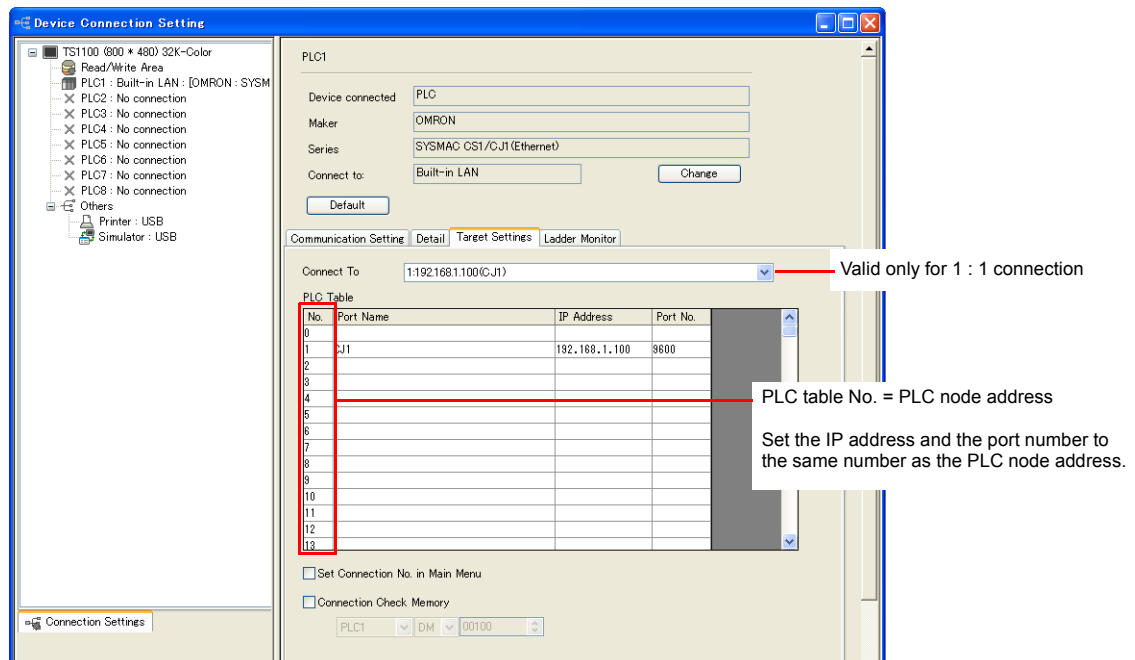 Device Connection Setting
TS1100 (800 * 480) 32K-Color
Read/Write Area
PLC1 : Built-in LAN : [OMRON : SYSM
PLC2 : No connection
PLC3 : No connection
PLC4 : No connection
PLC5 : No connection
PLC6 : No connection
PLC7 : No connection
PLC8 : No connection
Others
Printer : USB
Simulator : USB
Connection Settings
PLC1
Device connected PLC
Maker OMRON
Series SYSMAC CS1/CJ1(Ethernet)
Connect to: Built-in LAN Change
Default
Communication Setting Detail Target Settings Ladder Monitor
Connect To 1:192.168.1.100(CJ1)
Valid only for 1 : 1 connection
PLC Table
No. Port Name IP Address Port No.
0
1 CJ1 192.168.1.100 9600
2
3
4
5
6
7
8
9
10
11
12
13
PLC table No. = PLC node address
Set the IP address and the port number to
the same number as the PLC node address.
Set Connection No. in Main Menu
Connection Check Memory
PLC1 DM 00100